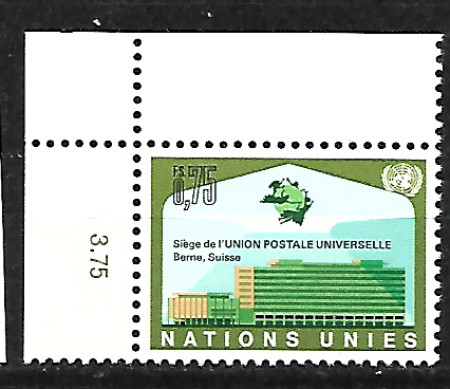 FS.
0,75
Siège de l'UNION POSTALE UNIVERSELLE
Berne, Suisse
NATIONS UNIES
3.75